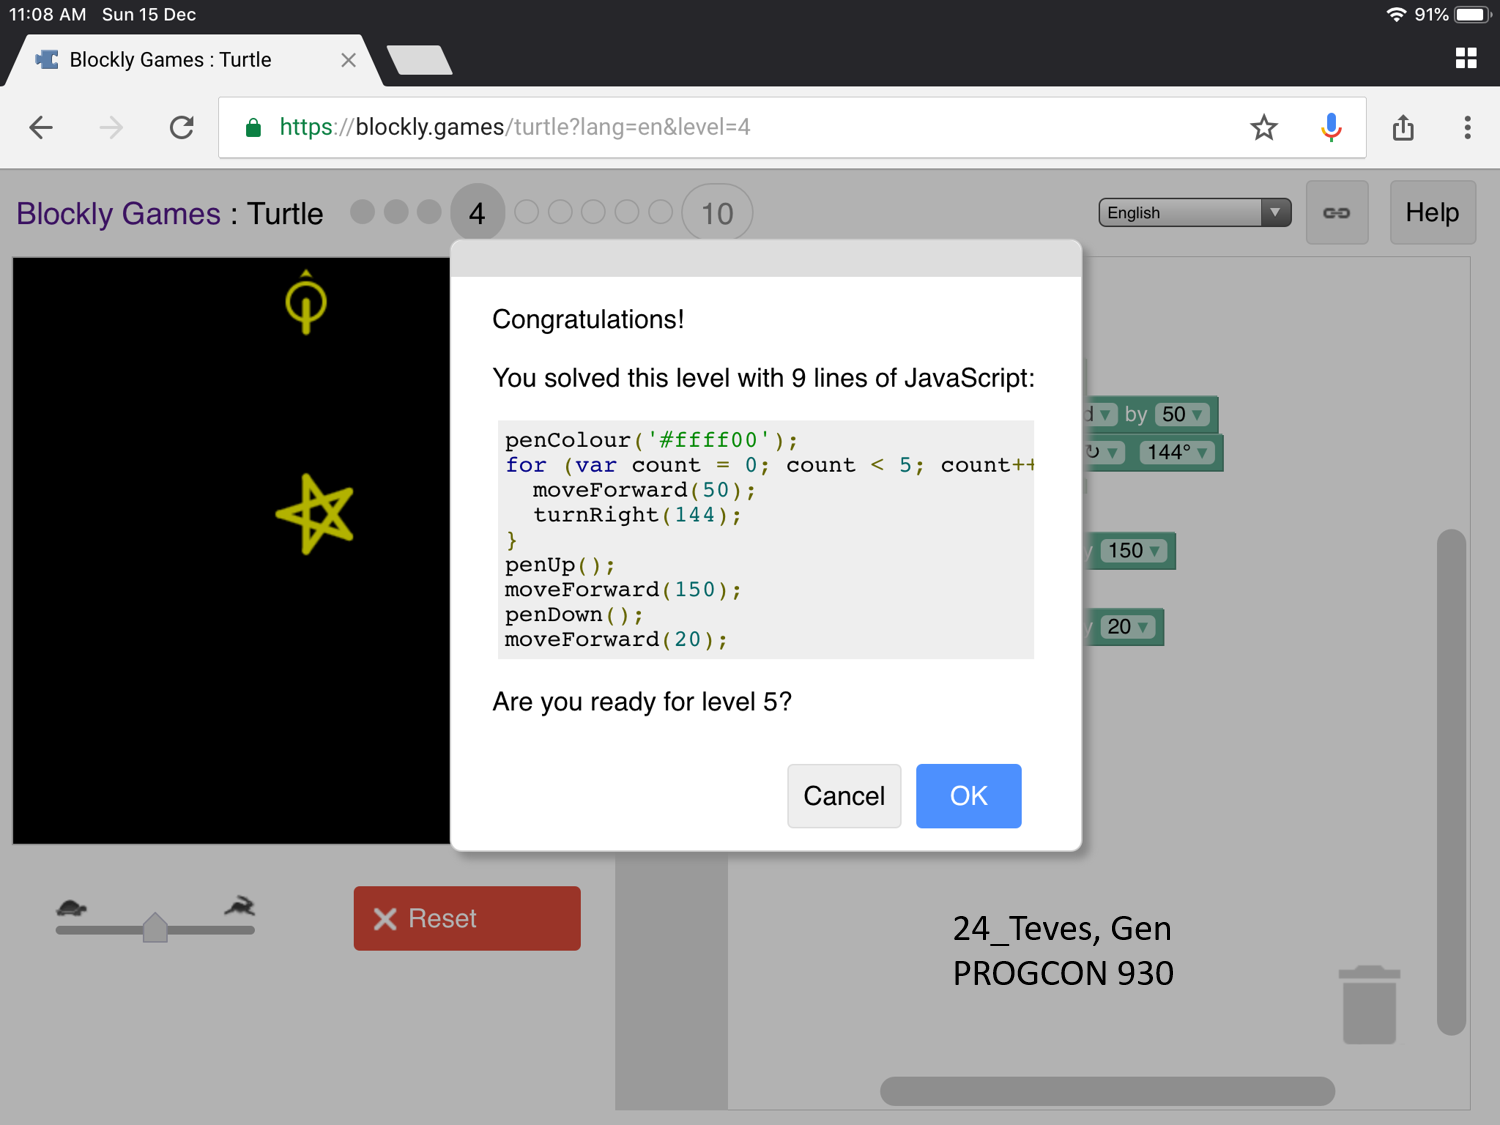 11:08 AM Sun 15 Dec
91%
Blockly Games : Turtle
https://blockly.games/turtle?lang=en&level=4
Blockly Games : Turtle 4 10
English
Help
Congratulations!
You solved this level with 9 lines of JavaScript:
penColour('#ffff00');
for (var count = 0; count < 5; count++
moveForward(50);
turnRight(144);
}
penUp();
moveForward(150);
penDown();
moveForward(20);
Are you ready for level 5?
Cancel OK
by 50
144°
150
20
Reset
24_Teves, Gen
PROGCON 930